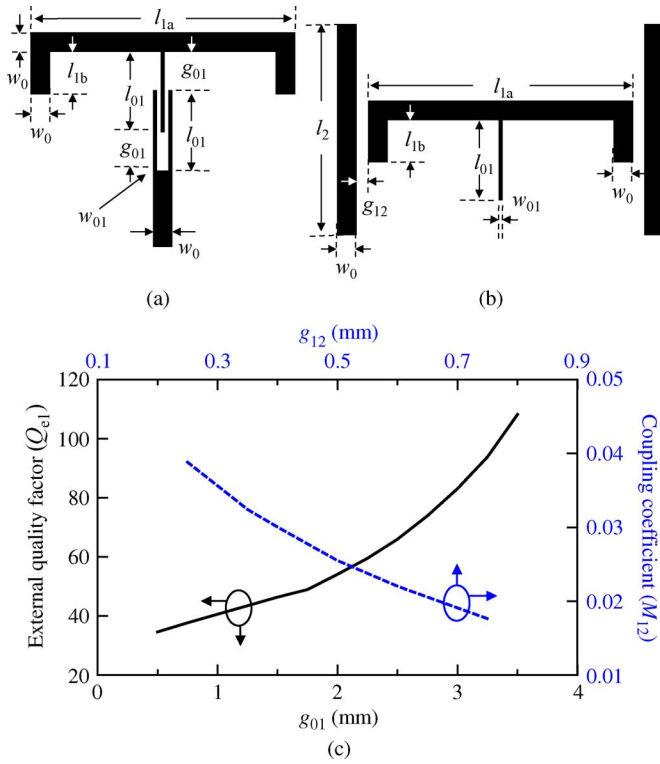 l1a
w0
l1b
w0
l01
g01
g01
l01
w01
w0
(a)
l2
l1a
l1b
l01
g12
w01
w0
w0
(b)
g12 (mm)
0.1 0.3 0.5 0.7 0.9
120
100
80
60
40
20
External quality factor (Qe1)
0.05
0.04
0.03
0.02
0.01
Coupling coefficient (M12)
0 1 2 3 4
g01 (mm)
(c)